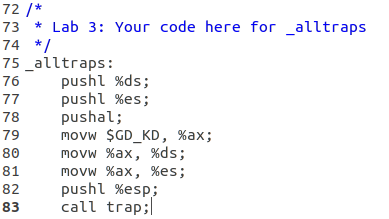 72 /*
73  * Lab 3: Your code here for _alltraps
74  */
75 _alltraps:
76     pushl %ds;
77     pushl %es;
78     pushal;
79     movw $GD_KD, %ax;
80     movw %ax, %ds;
81     movw %ax, %es;
82     pushl %esp;
83     call trap;